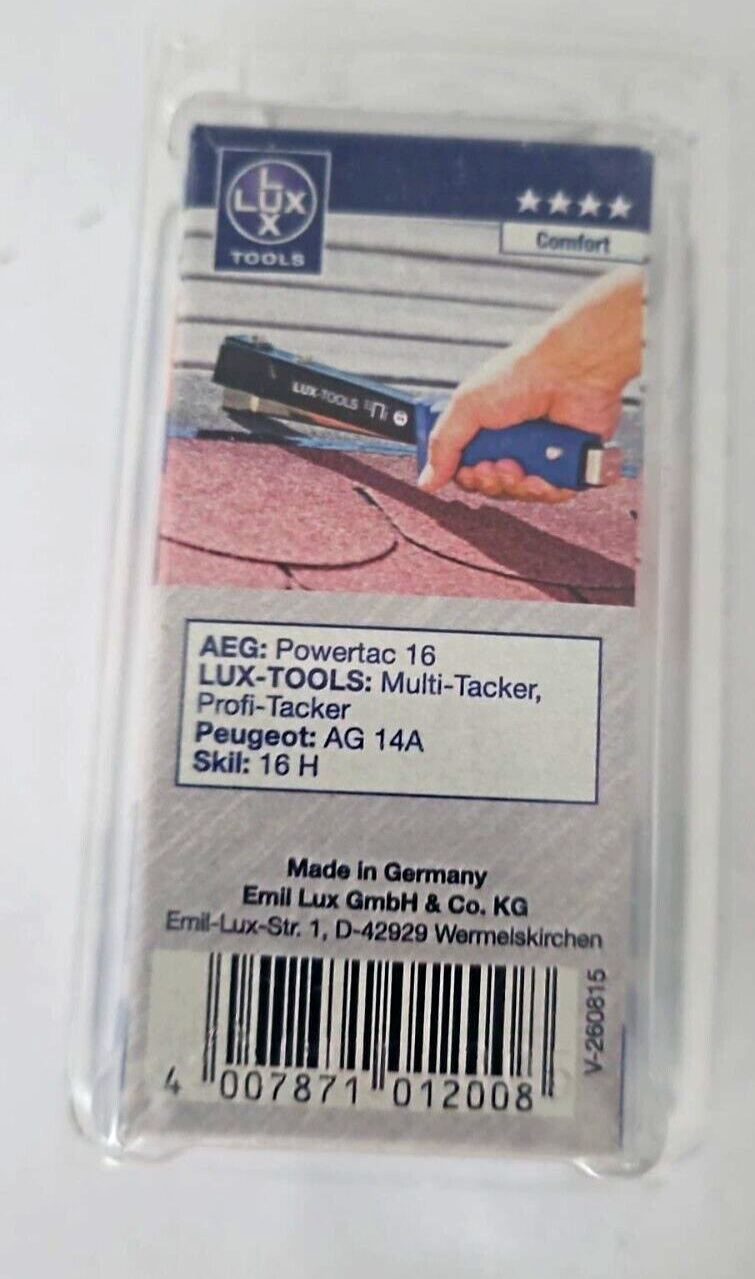 L
LUX
X
TOOLS
Comfort
LUX-TOOLS
AEG: Powertac 16
LUX-TOOLS: Multi-Tacker,
Profi-Tacker
Peugeot: AG 14A
Skil: 16 H
Made in Germany
Emil Lux GmbH & Co. KG
Emil-Lux-Str. 1, D-42929 Wermelskirchen
V-260815
4 007871 012008